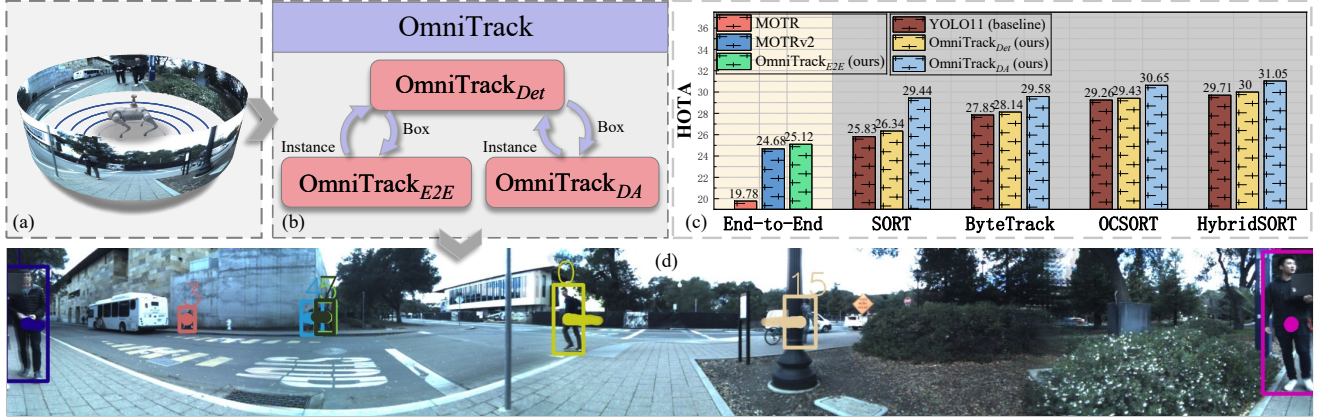 (a)
OmniTrack
OmniTrack_Det
Instance
Box
Instance
Box
OmniTrack_E2E
OmniTrack_DA
(b)
HOTA
36
34
32
30
28
26
24
22
20
MOTR
MOTRv2
OmniTrack_E2E (ours)
YOLO11 (baseline)
OmniTrack_Det (ours)
OmniTrack_DA (ours)
19.78
24.68
25.12
25.83
26.34
29.44
27.85
28.14
29.58
29.26
29.43
30.65
29.71
30
31.05
(c)
End-to-End
SORT
ByteTrack
OCSORT
HybridSORT
(d)
3
0
15